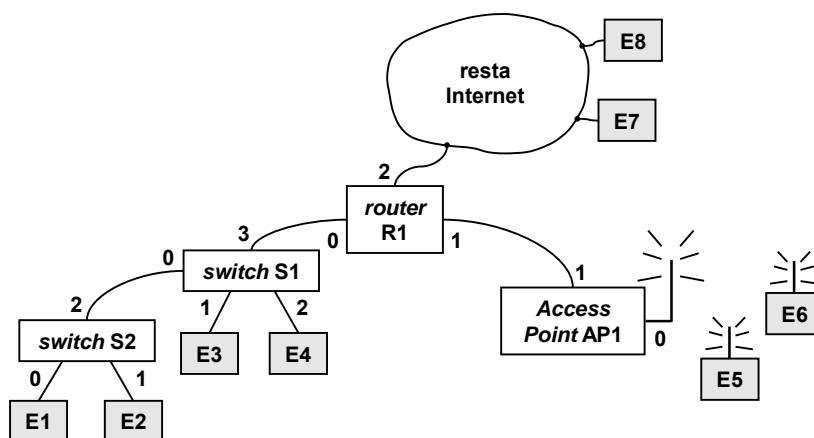 E8
resta
Internet
E7
2
router
R1
3
0
1
0
switch S1
1
2
1
2
Access
Point AP1
0
E6
switch S2
E3
E4
E5
0
1
E1
E2